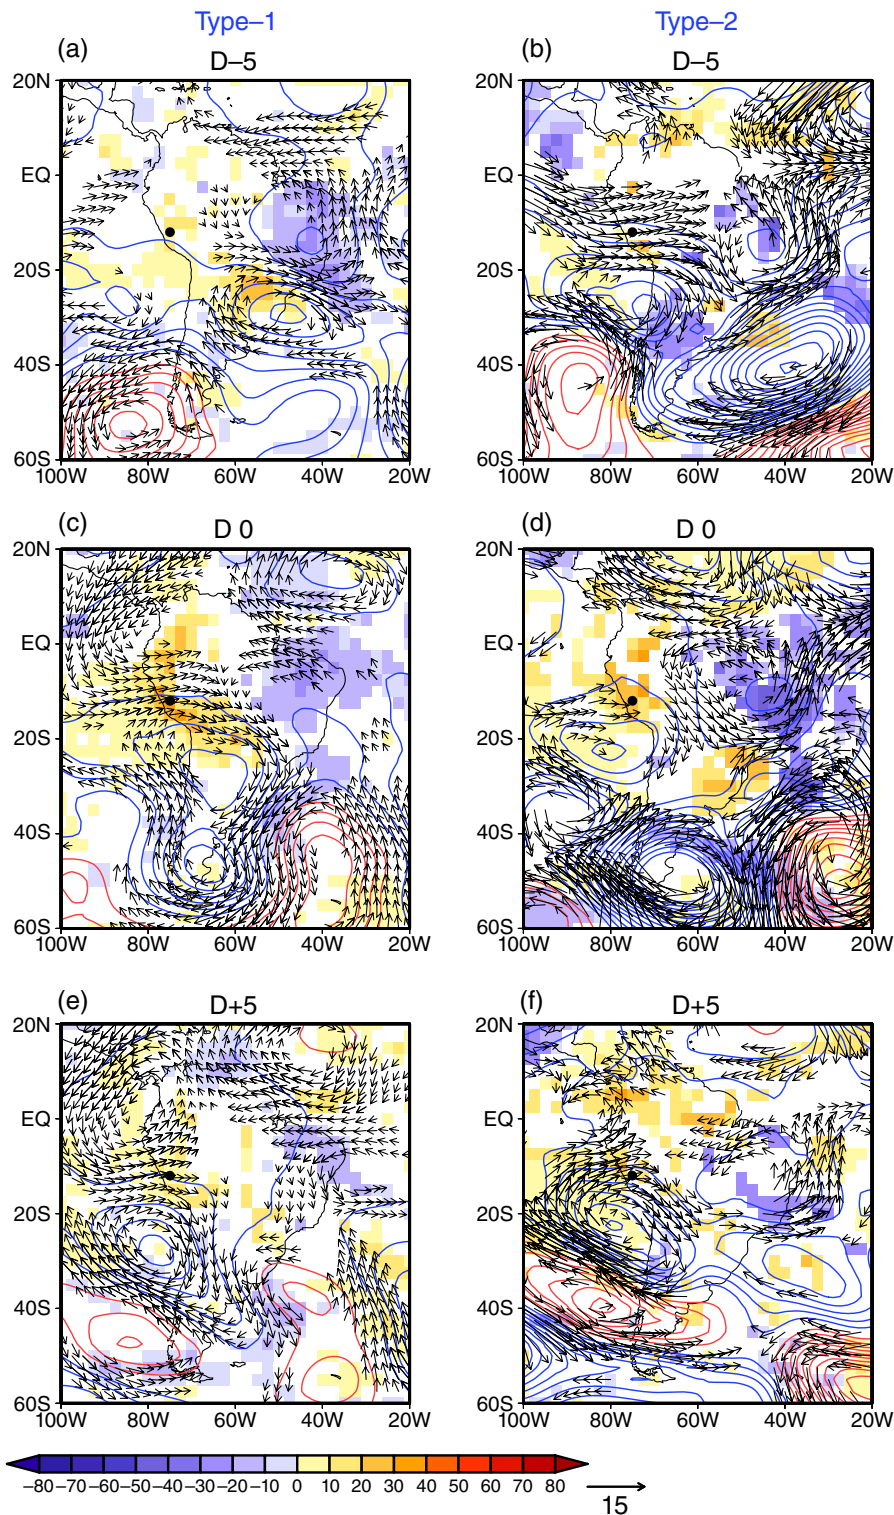 Type–1 Type–2
(a) D–5 (b) D–5
20N 20N
EQ EQ
20S 20S
40S 40S
60S 60S
100W 80W 60W 40W 20W 100W 80W 60W 40W 20W
(c) D 0 (d) D 0
20N 20N
EQ EQ
20S 20S
40S 40S
60S 60S
100W 80W 60W 40W 20W 100W 80W 60W 40W 20W
(e) D+5 (f) D+5
20N 20N
EQ EQ
20S 20S
40S 40S
60S 60S
100W 80W 60W 40W 20W 100W 80W 60W 40W 20W
–80 –70 –60 –50 –40 –30 –20 –10 0 10 20 30 40 50 60 70 80
15